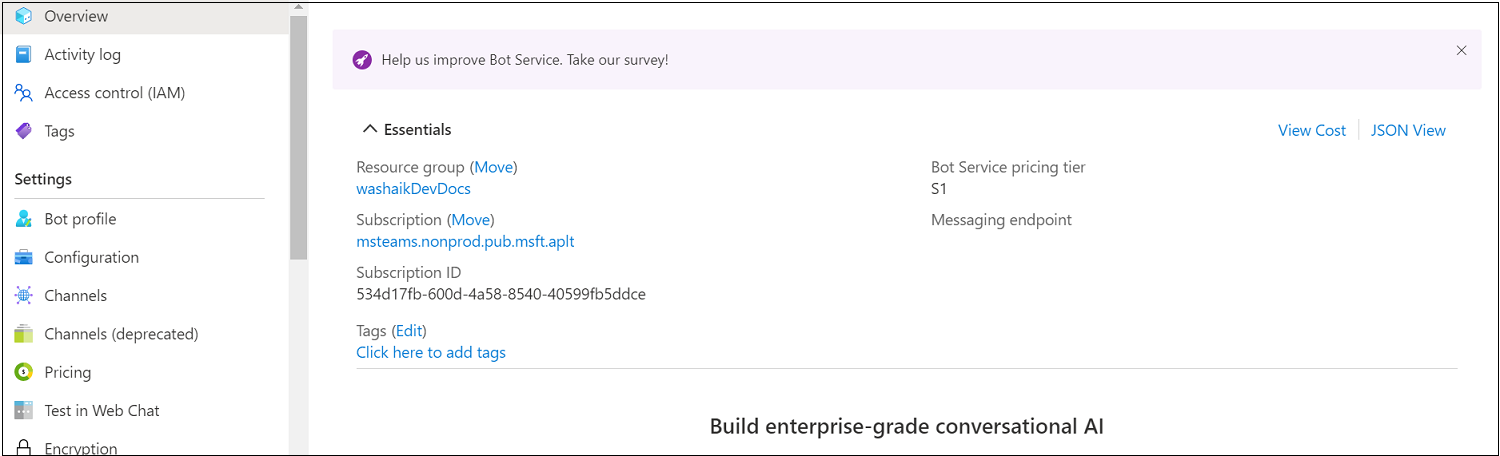 Overview
Activity log
Access control (IAM)
Tags
Settings
Bot profile
Configuration
Channels
Channels (deprecated)
Pricing
Test in Web Chat
Encryption
Help us improve Bot Service. Take our survey!
Essentials
View Cost
JSON View
Resource group (Move)
washaikDevDocs
Subscription (Move)
msteams.nonprod.pub.msft.aplt
Subscription ID
534d17fb-600d-4a58-8540-40599fb5ddce
Tags (Edit)
Click here to add tags
Bot Service pricing tier
S1
Messaging endpoint
Build enterprise-grade conversational AI